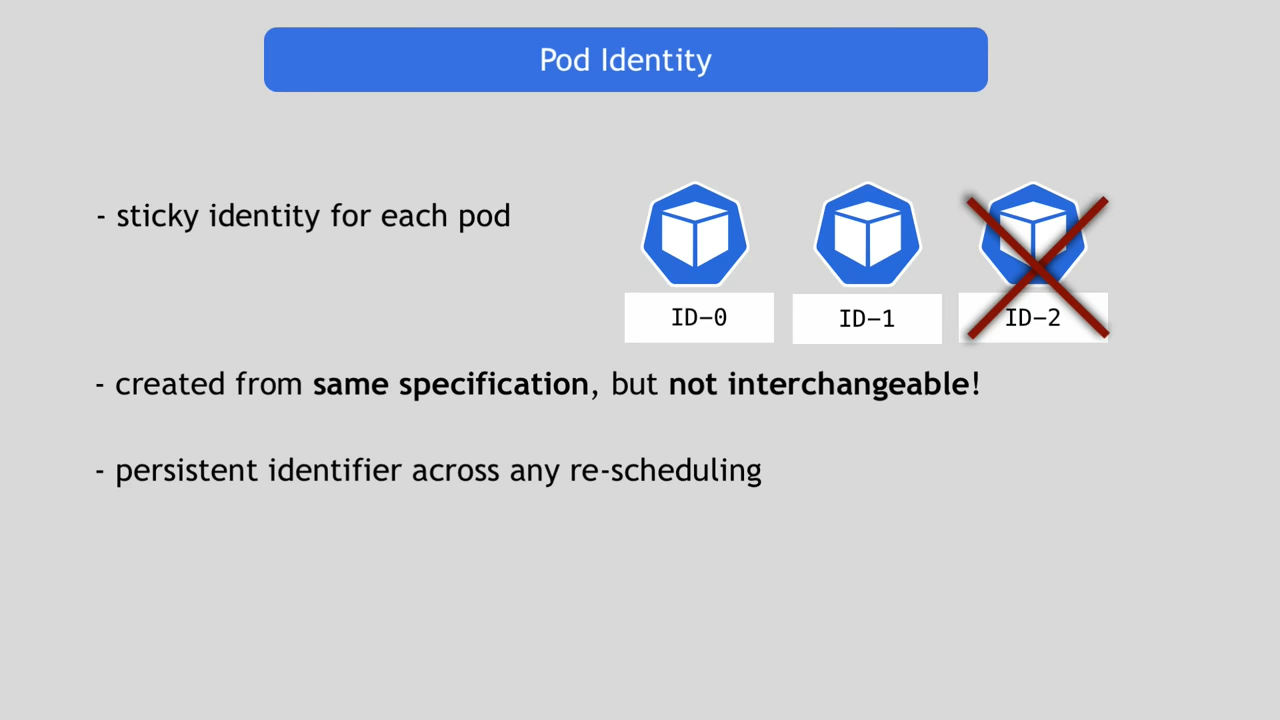 Pod Identity
- sticky identity for each pod
ID-0
ID-1
ID-2
- created from same specification, but not interchangeable!
- persistent identifier across any re-scheduling